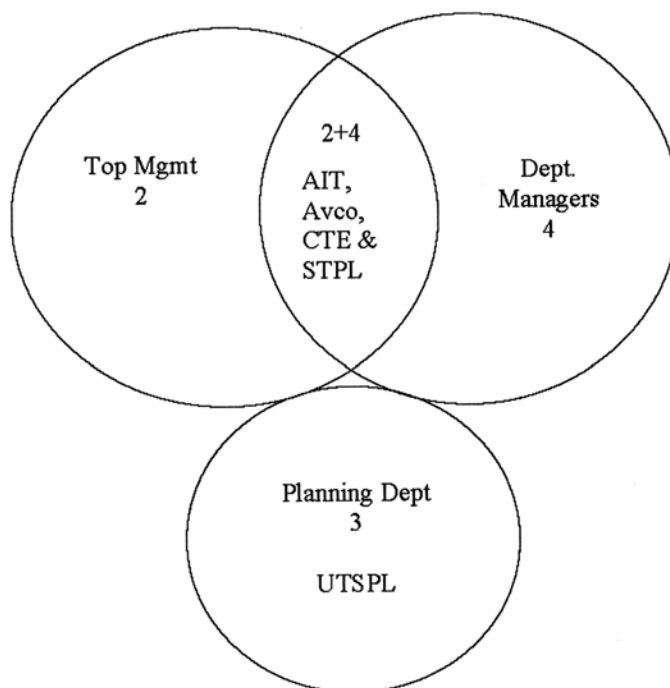 Top Mgmt
2
2+4
AIT,
Avco,
CTE &
STPL
Dept.
Managers
4
Planning Dept
3
UTSPL